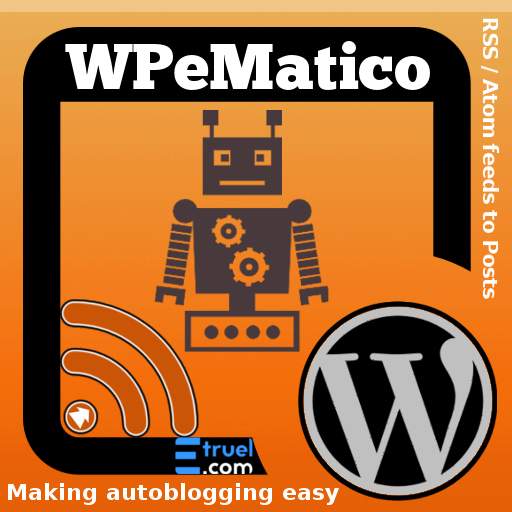 WPeMatico
RSS / Atom feeds to Posts
W
Etruel
.com
Making autoblogging easy